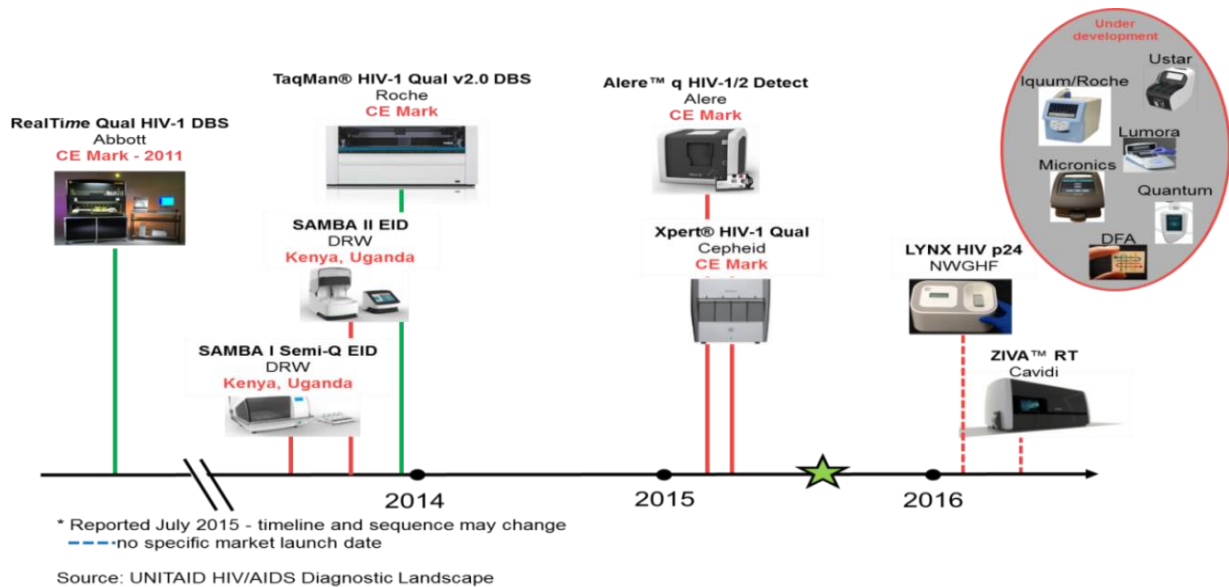 RealTime Qual HIV-1 DBS
Abbott
CE Mark - 2011
TaqMan® HIV-1 Qual v2.0 DBS
Roche
CE Mark
SAMBA II EID
DRW
Kenya, Uganda
SAMBA I Semi-Q EID
DRW
Kenya, Uganda
Alere™ q HIV-1/2 Detect
Alere
CE Mark
Xpert® HIV-1 Qual
Cepheid
CE Mark
LYNX HIV p24
NWGHF
ZIVA™ RT
Cavidi
Under
development
Ustar
Iquum/Roche
Lumora
Micronics
Quantum
DFA
2014
2015
2016
* Reported July 2015 - timeline and sequence may change
no specific market launch date
Source: UNITAID HIV/AIDS Diagnostic Landscape